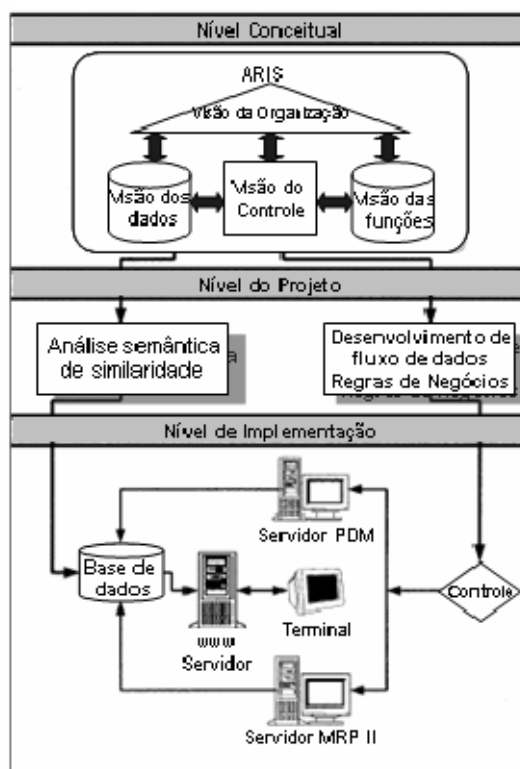 Nível Conceitual
ARIS
Visão da Organização
Visão dos
dados
Visão do
Controle
Visão das
funções
Nível do Projeto
Análise semântica
de similaridade
Desenvolvimento de
fluxo de dados
Regras de Negócios
Nível de Implementação
Servidor PDM
Base de
dados
www
Servidor
Terminal
Controle
Servidor MRP II